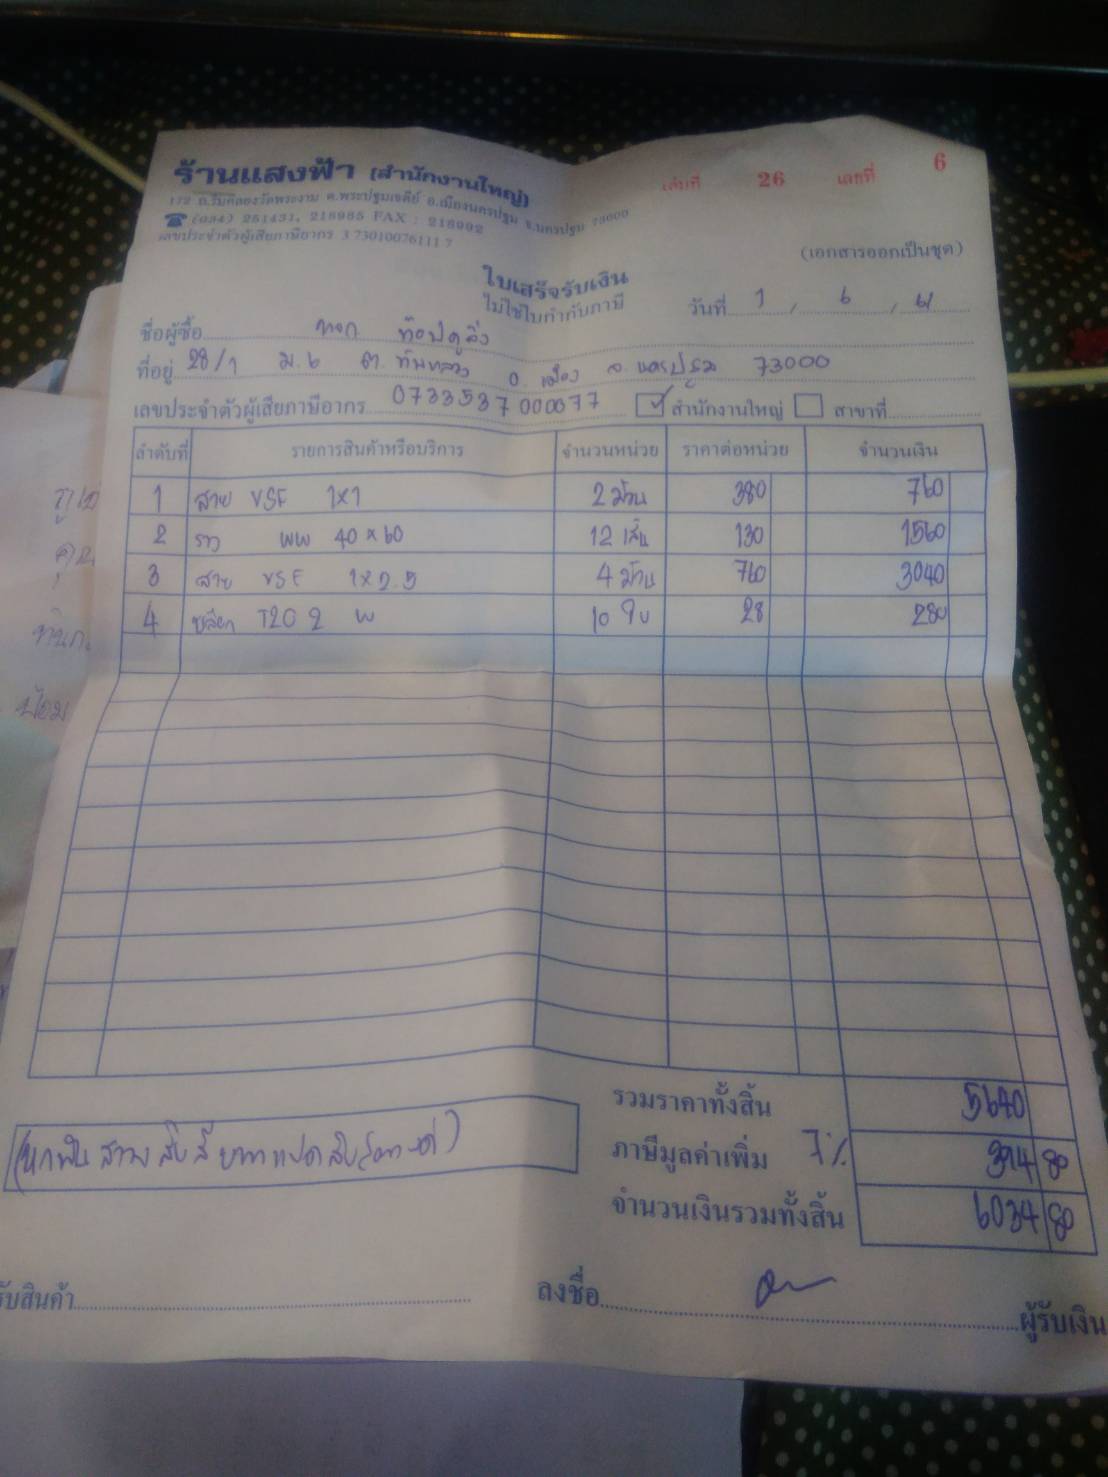 ร้านแสงฟ้า (สำนักงานใหญ่) เล่มที่ 26 เลขที่ 6
172 ถ.ริมคลองวัดพระงาม ต.พระปฐมเจดีย์ อ.เมืองนครปฐม จ.นครปฐม 73000
☎ (034) 251431, 218985 FAX : 218992
เลขประจำตัวผู้เสียภาษีอากร 3 730100761117
(เอกสารออกเป็นชุด)
ใบเสร็จรับเงิน
ไม่ใช่ใบกำกับภาษี
วันที่ 1 / 6 / 61
ชื่อผู้ซื้อ หจก ท๊อปคูลิ่ง
ที่อยู่ 28/1 ม.6 ต. อ. เมือง จ. นครปฐม 73000
เลขประจำตัวผู้เสียภาษีอากร 0733537000077 ☑ สำนักงานใหญ่ ☐ สาขาที่
ลำดับที่ รายการสินค้าหรือบริการ จำนวนหน่วย ราคาต่อหน่วย จำนวนเงิน
1 สาย VSF 1x1 2 ม้วน 380 760
2 ราง WW 40 x 60 12 เส้น 130 1560
3 สาย VSF 1x2.5 4 ม้วน 760 3040
4 บล๊อก T20 2 W 10 ใบ 28 280
รวมราคาทั้งสิ้น 5640
ภาษีมูลค่าเพิ่ม 7% 394 80
(หกพันสามสิบสี่บาทแปดสิบสตางค์)
จำนวนเงินรวมทั้งสิ้น 6034 80
รับสินค้า ลงชื่อ ผู้รับเงิน